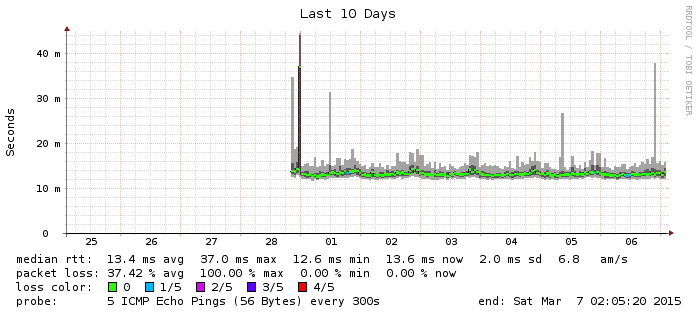 Last 10 Days
RRDTOOL / TOBI OETIKER
Seconds
40 m
30 m
20 m
10 m
0
25 26 27 28 01 02 03 04 05 06
median rtt: 13.4 ms avg 37.0 ms max 12.6 ms min 13.6 ms now 2.0 ms sd 6.8 am/s
packet loss: 37.42 % avg 100.00 % max 0.00 % min 0.00 % now
loss color: 0 1/5 2/5 3/5 4/5
probe: 5 ICMP Echo Pings (56 Bytes) every 300s end: Sat Mar 7 02:05:20 2015